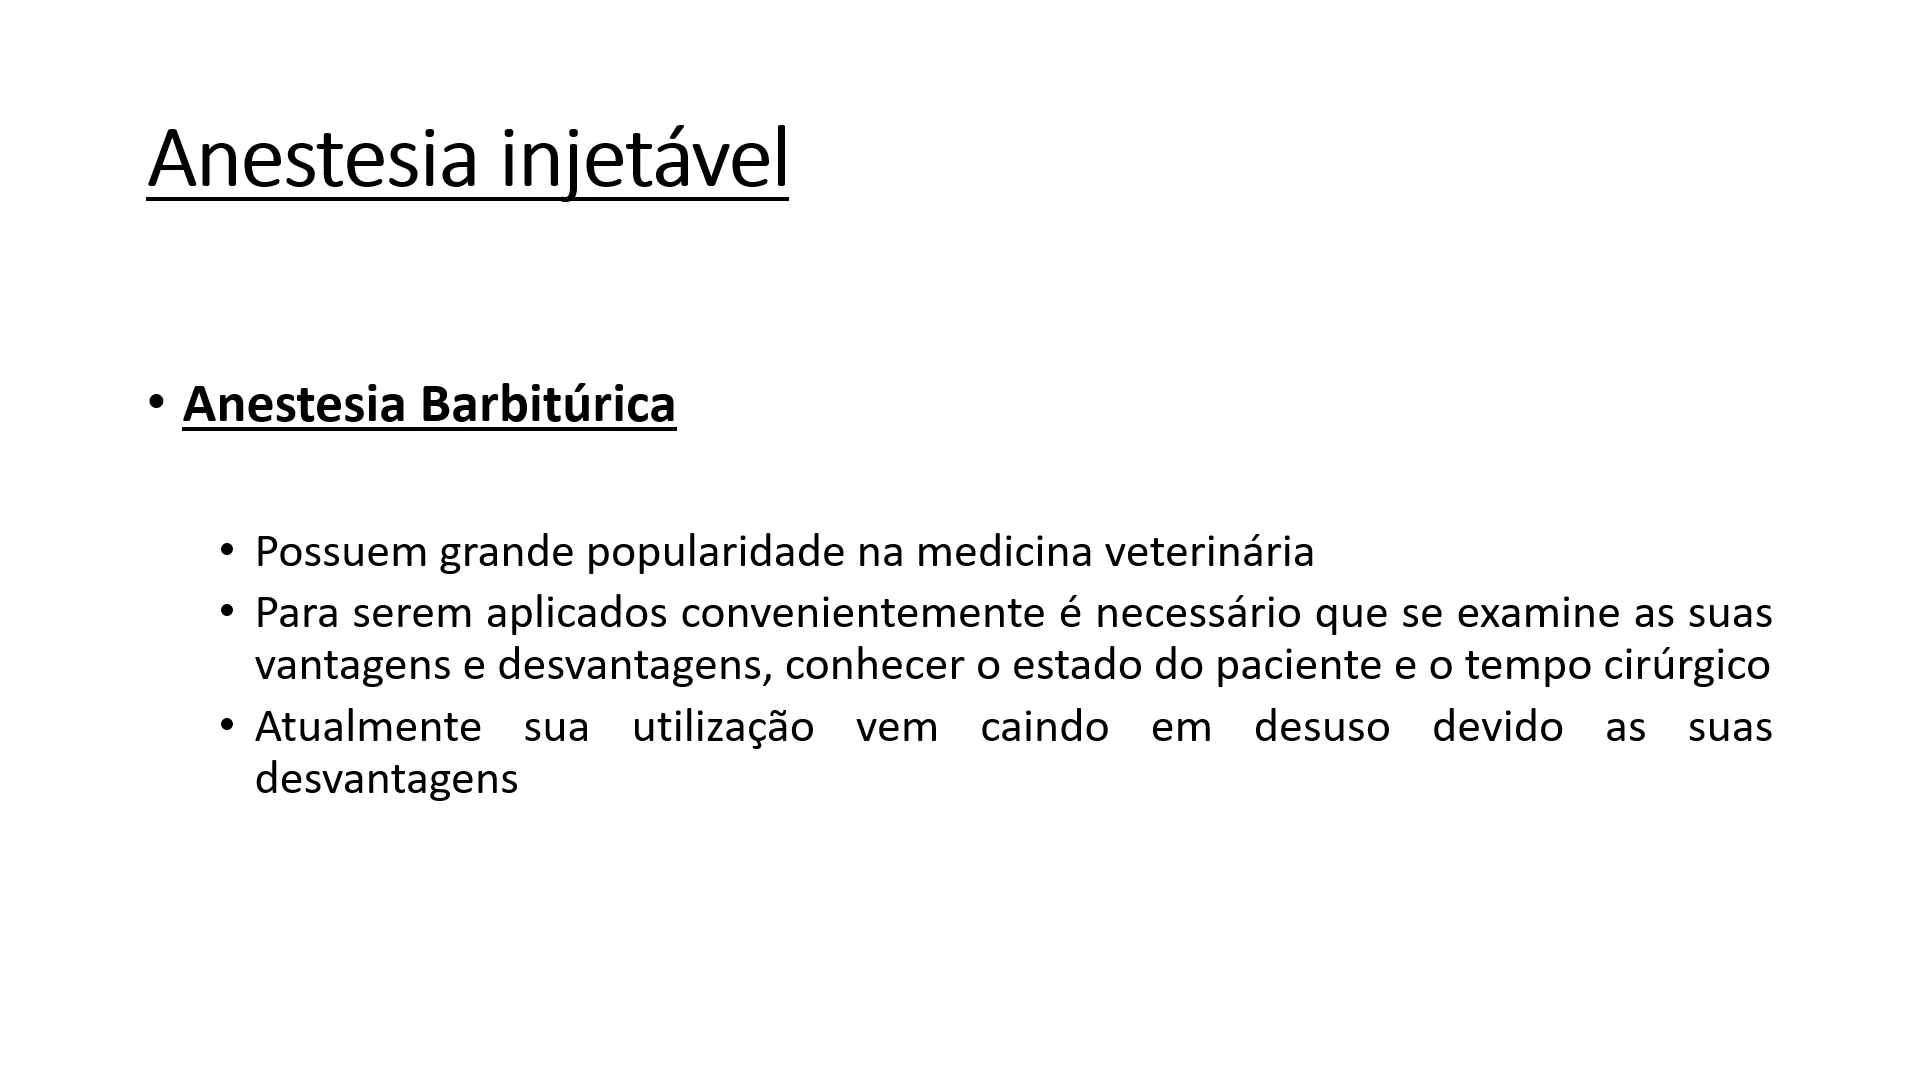 Anestesia injetável
• Anestesia Barbitúrica
• Possuem grande popularidade na medicina veterinária
• Para serem aplicados convenientemente é necessário que se examine as suas
vantagens e desvantagens, conhecer o estado do paciente e o tempo cirúrgico
• Atualmente sua utilização vem caindo em desuso devido as suas
desvantagens